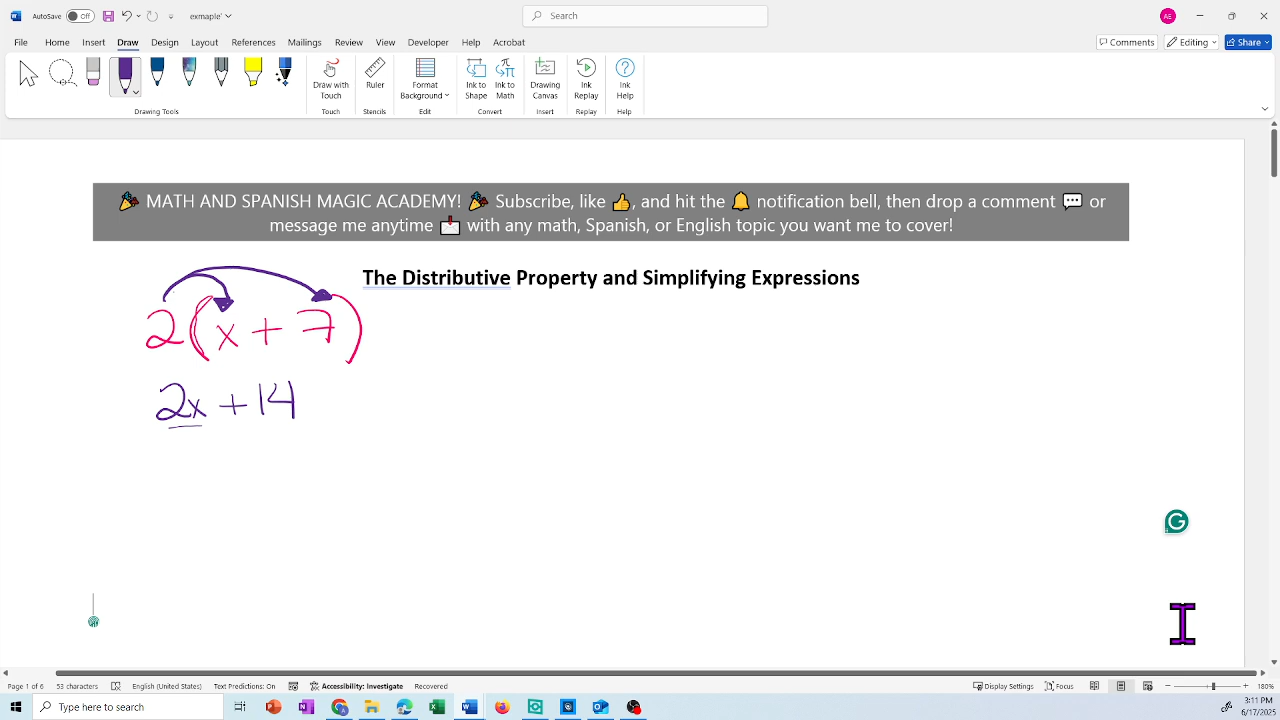 AutoSave Off exmaple' Search AE
File Home Insert Draw Design Layout References Mailings Review View Developer Help Acrobat Comments Editing Share
Draw with Touch Ruler Format Background Ink to Shape Ink to Math Drawing Canvas Ink Replay Ink Help
Drawing Tools Touch Stencils Edit Convert Insert Replay Help
🎉 MATH AND SPANISH MAGIC ACADEMY! 🎉 Subscribe, like 👍, and hit the 🔔 notification bell, then drop a comment 💬 or
message me anytime 📩 with any math, Spanish, or English topic you want me to cover!
The Distributive Property and Simplifying Expressions
2(x + 7)
2x + 14
Page 1 of 6 53 characters English (United States) Text Predictions: On Accessibility: Investigate Recovered Display Settings Focus 180%
Type here to search 3:11 PM
6/17/2025